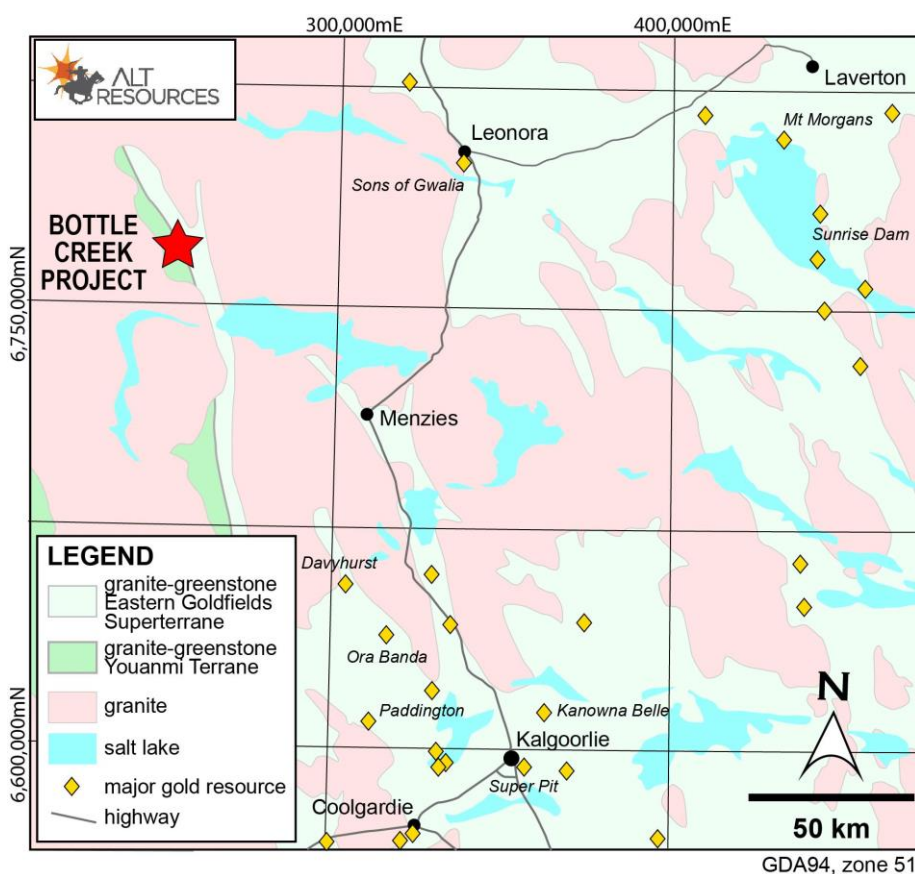 300,000mE
400,000mE
ALT
RESOURCES
Laverton
Mt Morgans
Leonora
Sons of Gwalia
BOTTLE
CREEK
PROJECT
Sunrise Dam
6,750,000mN
Menzies
LEGEND
granite-greenstone
Eastern Goldfields
Superterrane
granite-greenstone
Youanmi Terrane
granite
salt lake
major gold resource
highway
Davyhurst
Ora Banda
Paddington
Kanowna Belle
Kalgoorlie
Super Pit
Coolgardie
6,600,000mN
N
50 km
GDA94, zone 51